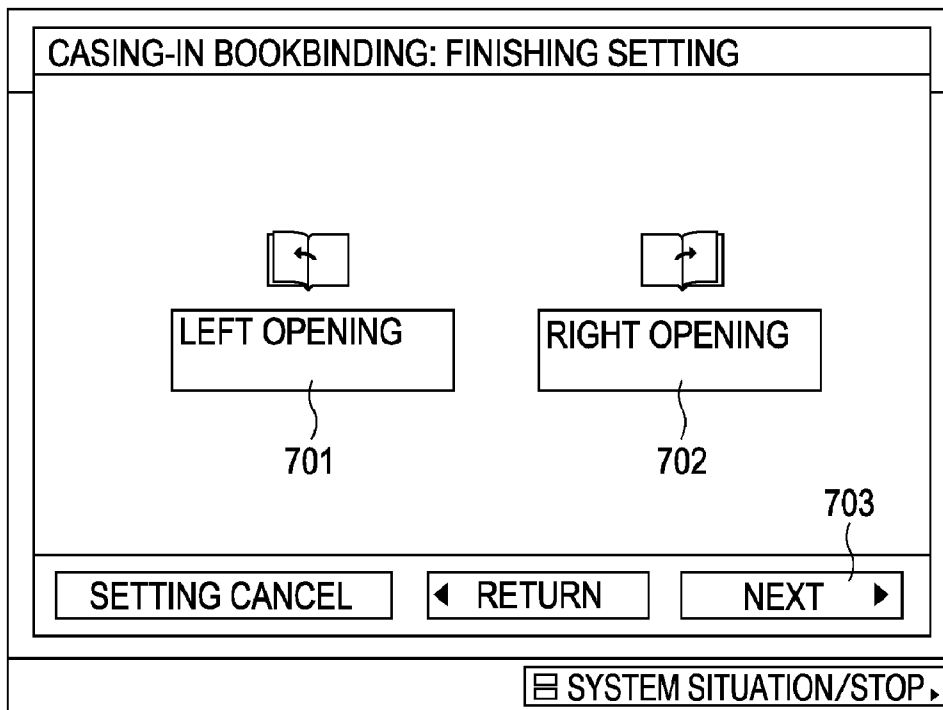 CASING-IN BOOKBINDING: FINISHING SETTING
LEFT OPENING
RIGHT OPENING
701
702
703
SETTING CANCEL
RETURN
NEXT
SYSTEM SITUATION/STOP